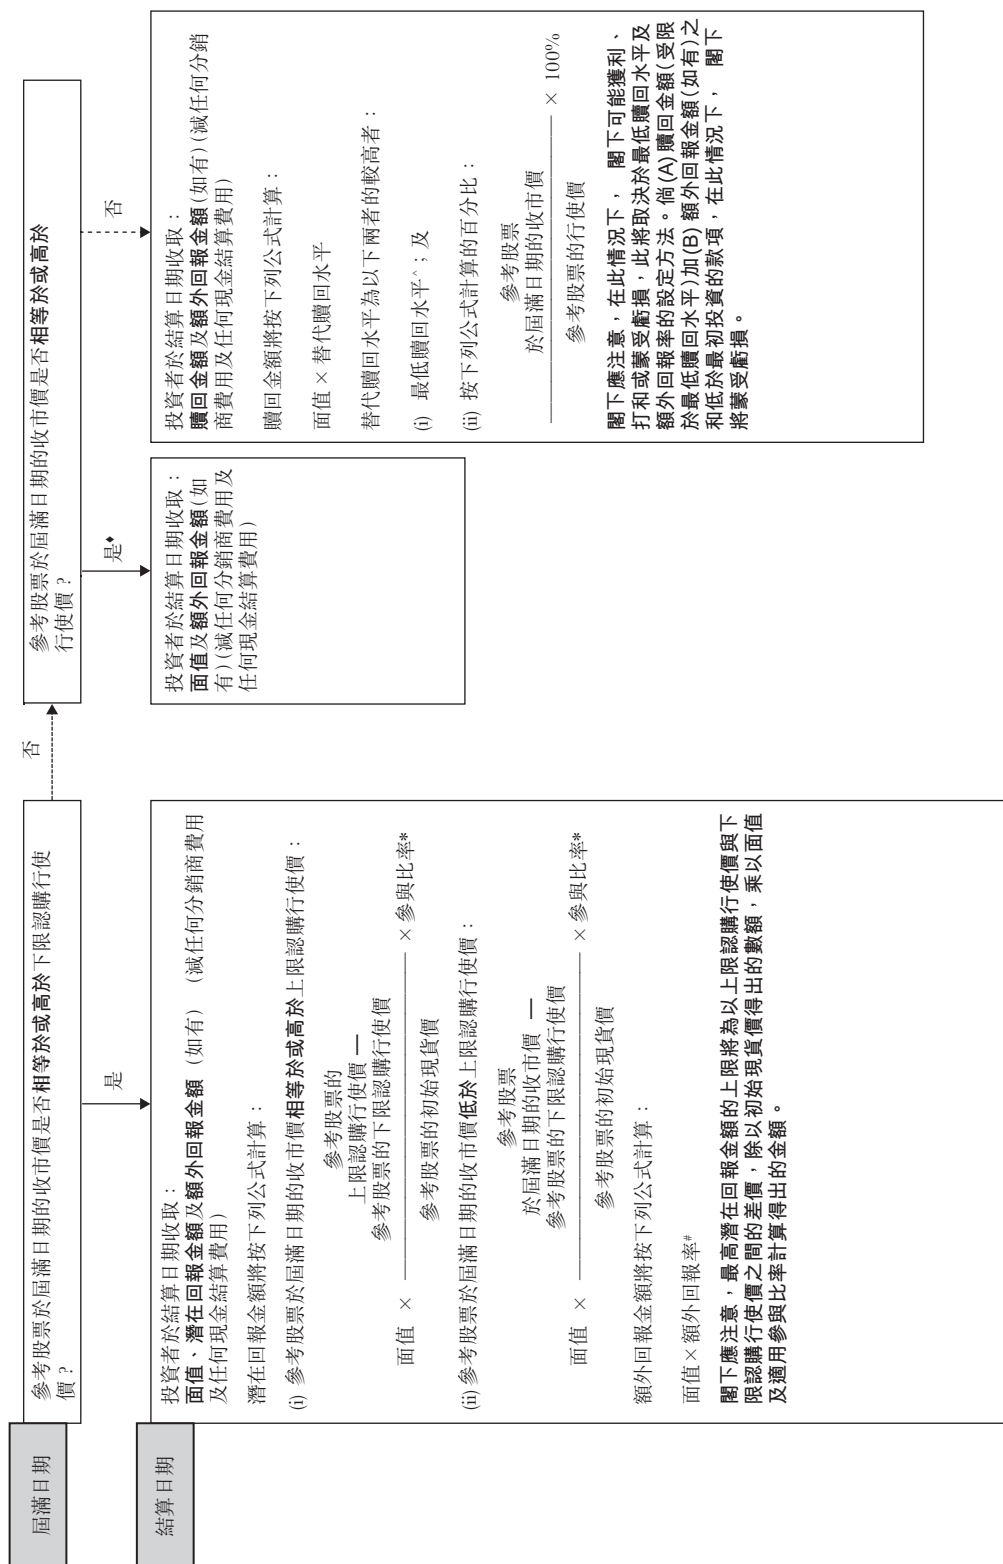 屆滿日期
參考股票於屆滿日期的收市價是否相等於或高於下限認購行使
價？
否
參考股票於屆滿日期的收市價是否相等於或高於
行使價？
是
是♦
否
結算日期
投資者於結算日期收取：
面值、潛在回報金額及額外回報金額（如有）（減任何分銷商費用
及任何現金結算費用）
潛在回報金額將按下列公式計算：
(i) 參考股票於屆滿日期的收市價相等於或高於上限認購行使價：
參考股票的
上限認購行使價 —
參考股票的下限認購行使價
面值 × × 參與比率*
參考股票的初始現貨價
(ii) 參考股票於屆滿日期的收市價低於上限認購行使價：
參考股票
於屆滿日期的收市價 —
參考股票的下限認購行使價
面值 × × 參與比率*
參考股票的初始現貨價
額外回報金額將按下列公式計算：
面值×額外回報率#
閣下應注意，最高潛在回報金額的上限將為以上限認購行使價與下
限認購行使價之間的差價，除以初始現貨價得出的數額，乘以面值
及適用參與比率計算得出的金額。
投資者於結算日期收取：
面值及額外回報金額（如
有）（減任何分銷商費用及
任何現金結算費用）
投資者於結算日期收取：
贖回金額及額外回報金額（如有）（減任何分銷
商費用及任何現金結算費用）
贖回金額將按下列公式計算：
面值×替代贖回水平
替代贖回水平為以下兩者的較高者：
(i) 最低贖回水平^；及
(ii) 按下列公式計算的百分比：
參考股票
於屆滿日期的收市價
× 100%
參考股票的行使價
閣下應注意，在此情況下， 閣下可能獲利、
打和或蒙受虧損，此將取決於最低贖回水平及
額外回報率的設定方法。倘(A)贖回金額（受限
於最低贖回水平）加(B)額外回報金額（如有）之
和低於最初投資的款項，在此情況下， 閣下
將蒙受虧損。